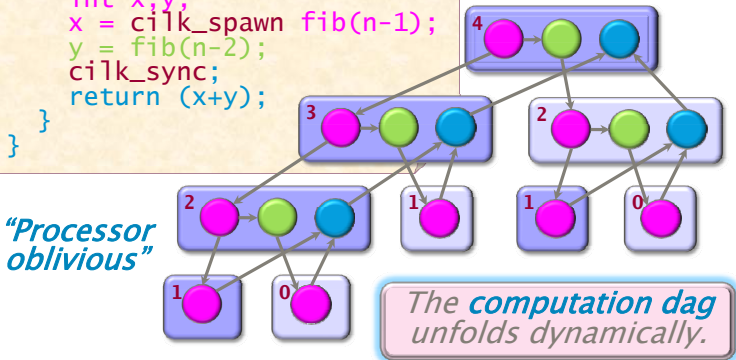 int x,y;
x = cilk_spawn fib(n-1);
y = fib(n-2);
cilk_sync;
return (x+y);
}
}
4
3
2
2
1
1
0
1
0
“Processor
oblivious”
The computation dag
unfolds dynamically.